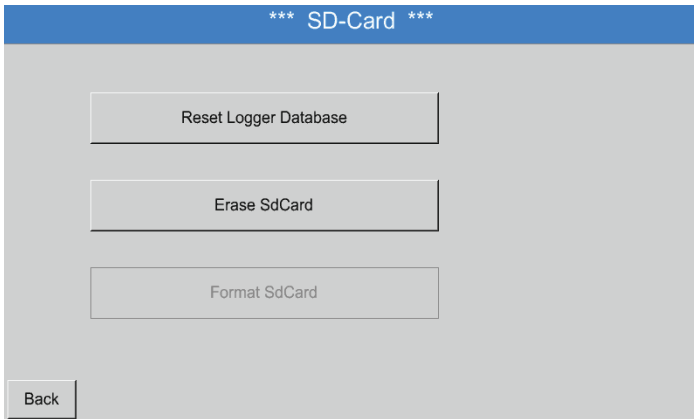 *** SD-Card ***
Reset Logger Database
Erase SdCard
Format SdCard
Back